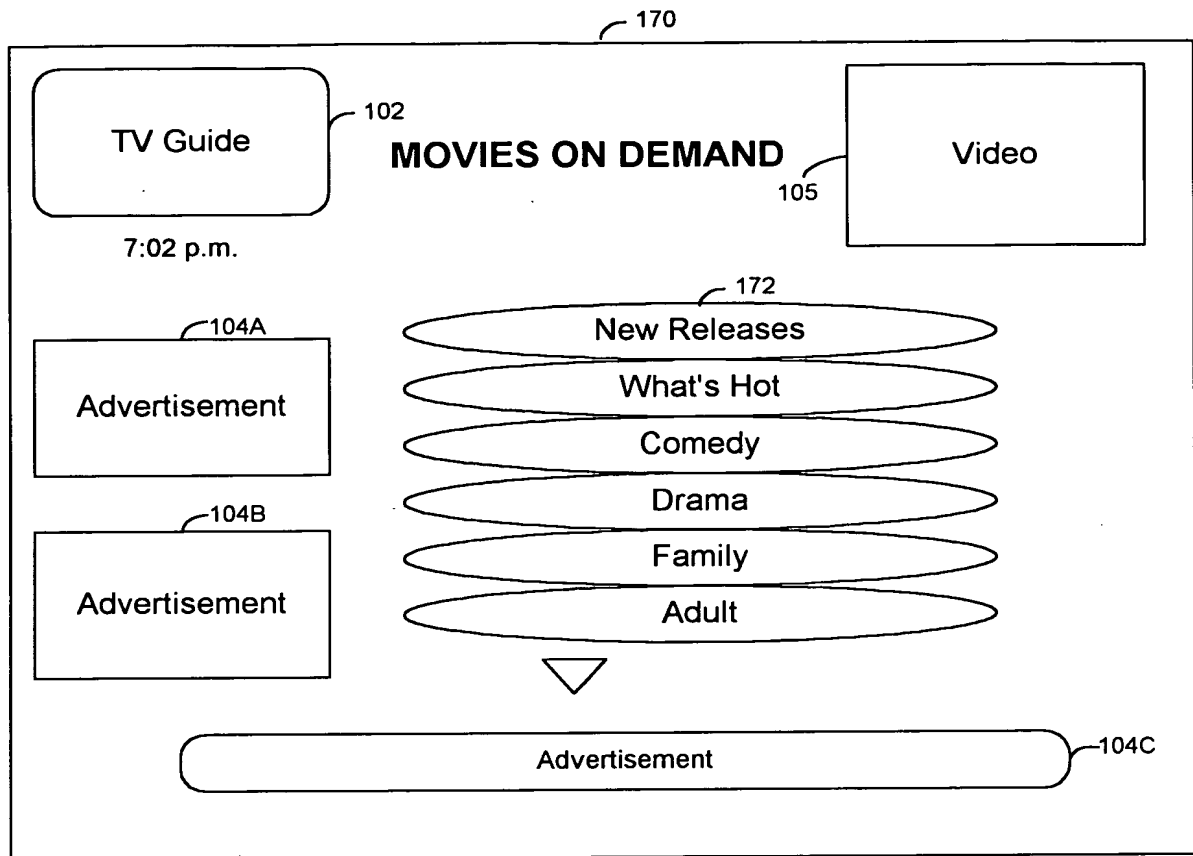 170
TV Guide
102
MOVIES ON DEMAND
Video
105
7:02 p.m.
172
New Releases
104A
Advertisement
What's Hot
Comedy
Drama
104B
Advertisement
Family
Adult
Advertisement
104C